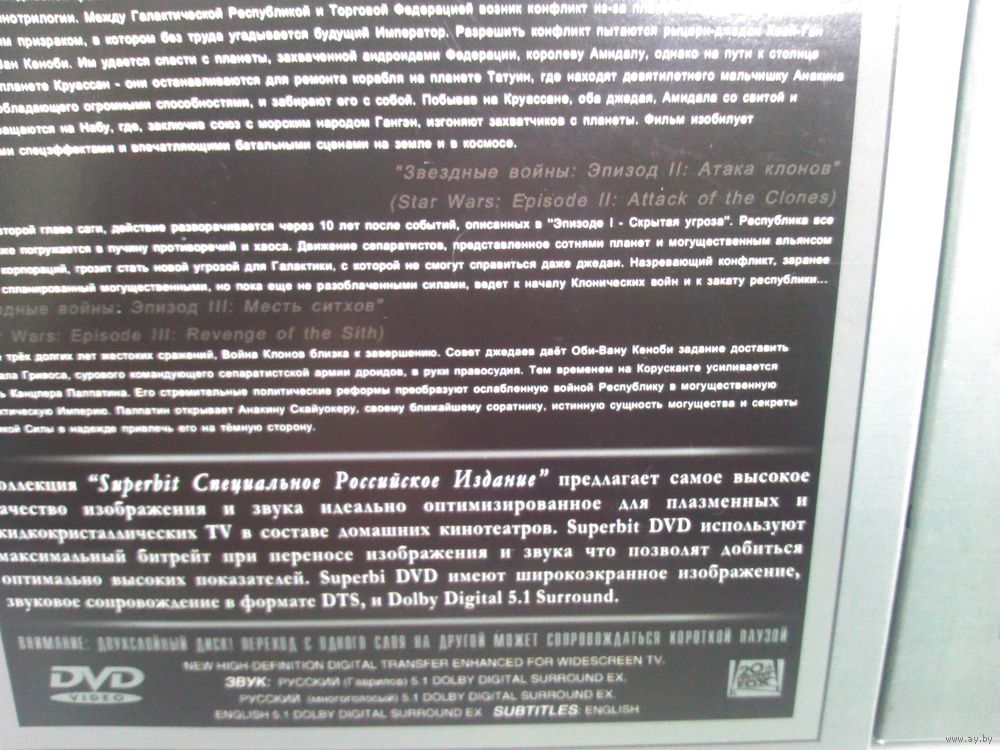 нотрилогии. Между Галактической Республикой и Торговой Федерацией возник конфликт из-за
им призраком, в котором без труда угадывается будущий Император. Разрешить конфликт пытаются рыцари-джедаи Квай-Ган
Ван Кеноби. Им удается спасти с планеты, захваченной андроидами Федерации, королеву Амидалу, однако на пути к столице
планете Круассан - они останавливаются для ремонта корабля на планете Татуин, где находят девятилетнего мальчишку Анакина
обладающего огромными способностями, и забирают его с собой. Побывав на Круассане, оба джедая, Амидала со свитой и
ращаются на Набу, где, заключив союз с морским народом Гангэн, изгоняют захватчиков с планеты. Фильм изобилует
ми спецэффектами и впечатляющими батальными сценами на земле и в космосе.
"Звездные войны: Эпизод II: Атака клонов"
(Star Wars: Episode II: Attack of the Clones)
второй главе саги, действие разворачивается через 10 лет после событий, описанных в "Эпизоде I - Скрытая угроза". Республика все
же погружается в пучину противоречий и хаоса. Движение сепаратистов, представленное сотнями планет и могущественным альянсом
корпораций, грозит стать новой угрозой для Галактики, с которой не смогут справиться даже джедаи. Назревающий конфликт, заранее
спланированный могущественными, но пока еще не разоблаченными силами, ведет к началу Клонических войн и к закату республики...
здные войны: Эпизод III: Месть ситхов"
r Wars: Episode III: Revenge of the Sith)
е трёх долгих лет жестоких сражений, Война Клонов близка к завершению. Совет джедаев даёт Оби-Вану Кеноби задание доставить
ала Гривоса, сурового командующего сепаратистской армии дроидов, в руки правосудия. Тем временем на Корусканте усиливается
ь Канцлера Палпатина. Его стремительные политические реформы преобразуют ослабленную войной Республику в могущественную
ктическую Империю. Палпатин открывает Анакину Скайуокеру, своему ближайшему соратнику, истинную сущность могущества и секреты
мной Силы в надежде привлечь его на тёмную сторону.
оллекция "Superbit Специальное Российское Издание" предлагает самое высокое
ачество изображения и звука идеально оптимизированное для плазменных и
жидкокристаллических TV в составе домашних кинотеатров. Superbit DVD используют
максимальный битрейт при переносе изображения и звука что позволят добиться
оптимально высоких показателей. Superbi DVD имеют широкоэкранное изображение,
звуковое сопровождение в формате DTS, и Dolby Digital 5.1 Surround.
ВНИМАНИЕ: ДВУХСЛОЙНЫЙ ДИСК! ПЕРЕХОД С ОДНОГО СЛОЯ НА ДРУГОЙ МОЖЕТ СОПРОВОЖДАТЬСЯ КОРОТКОЙ ПАУЗОЙ
DVD
VIDEO
NEW HIGH-DEFINITION DIGITAL TRANSFER ENHANCED FOR WIDESCREEN TV.
ЗВУК: РУССКИЙ (Гаврилов) 5.1 DOLBY DIGITAL SURROUND EX.
РУССКИЙ (многоголосый) 5.1 DOLBY DIGITAL SURROUND EX.
ENGLISH 5.1 DOLBY DIGITAL SURROUND EX SUBTITLES: ENGLISH
20
FOX
www.ay.by